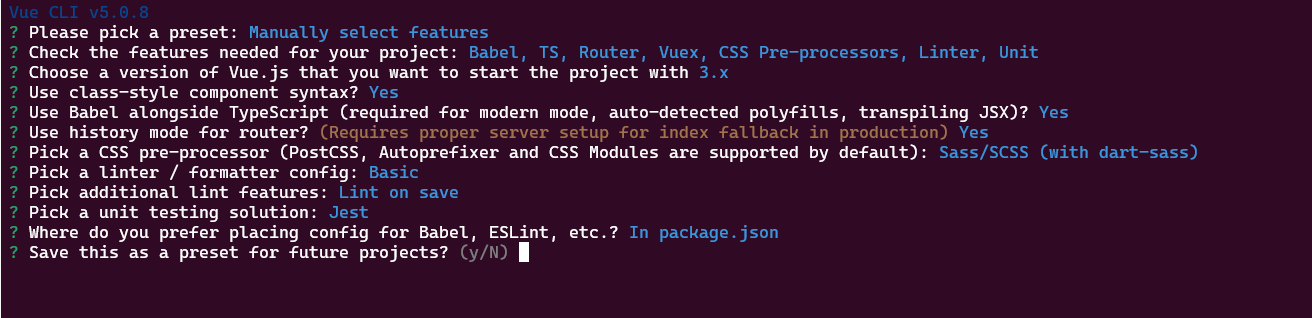 Vue CLI v5.0.8
? Please pick a preset: Manually select features
? Check the features needed for your project: Babel, TS, Router, Vuex, CSS Pre-processors, Linter, Unit
? Choose a version of Vue.js that you want to start the project with 3.x
? Use class-style component syntax? Yes
? Use Babel alongside TypeScript (required for modern mode, auto-detected polyfills, transpiling JSX)? Yes
? Use history mode for router? (Requires proper server setup for index fallback in production) Yes
? Pick a CSS pre-processor (PostCSS, Autoprefixer and CSS Modules are supported by default): Sass/SCSS (with dart-sass)
? Pick a linter / formatter config: Basic
? Pick additional lint features: Lint on save
? Pick a unit testing solution: Jest
? Where do you prefer placing config for Babel, ESLint, etc.? In package.json
? Save this as a preset for future projects? (y/N)